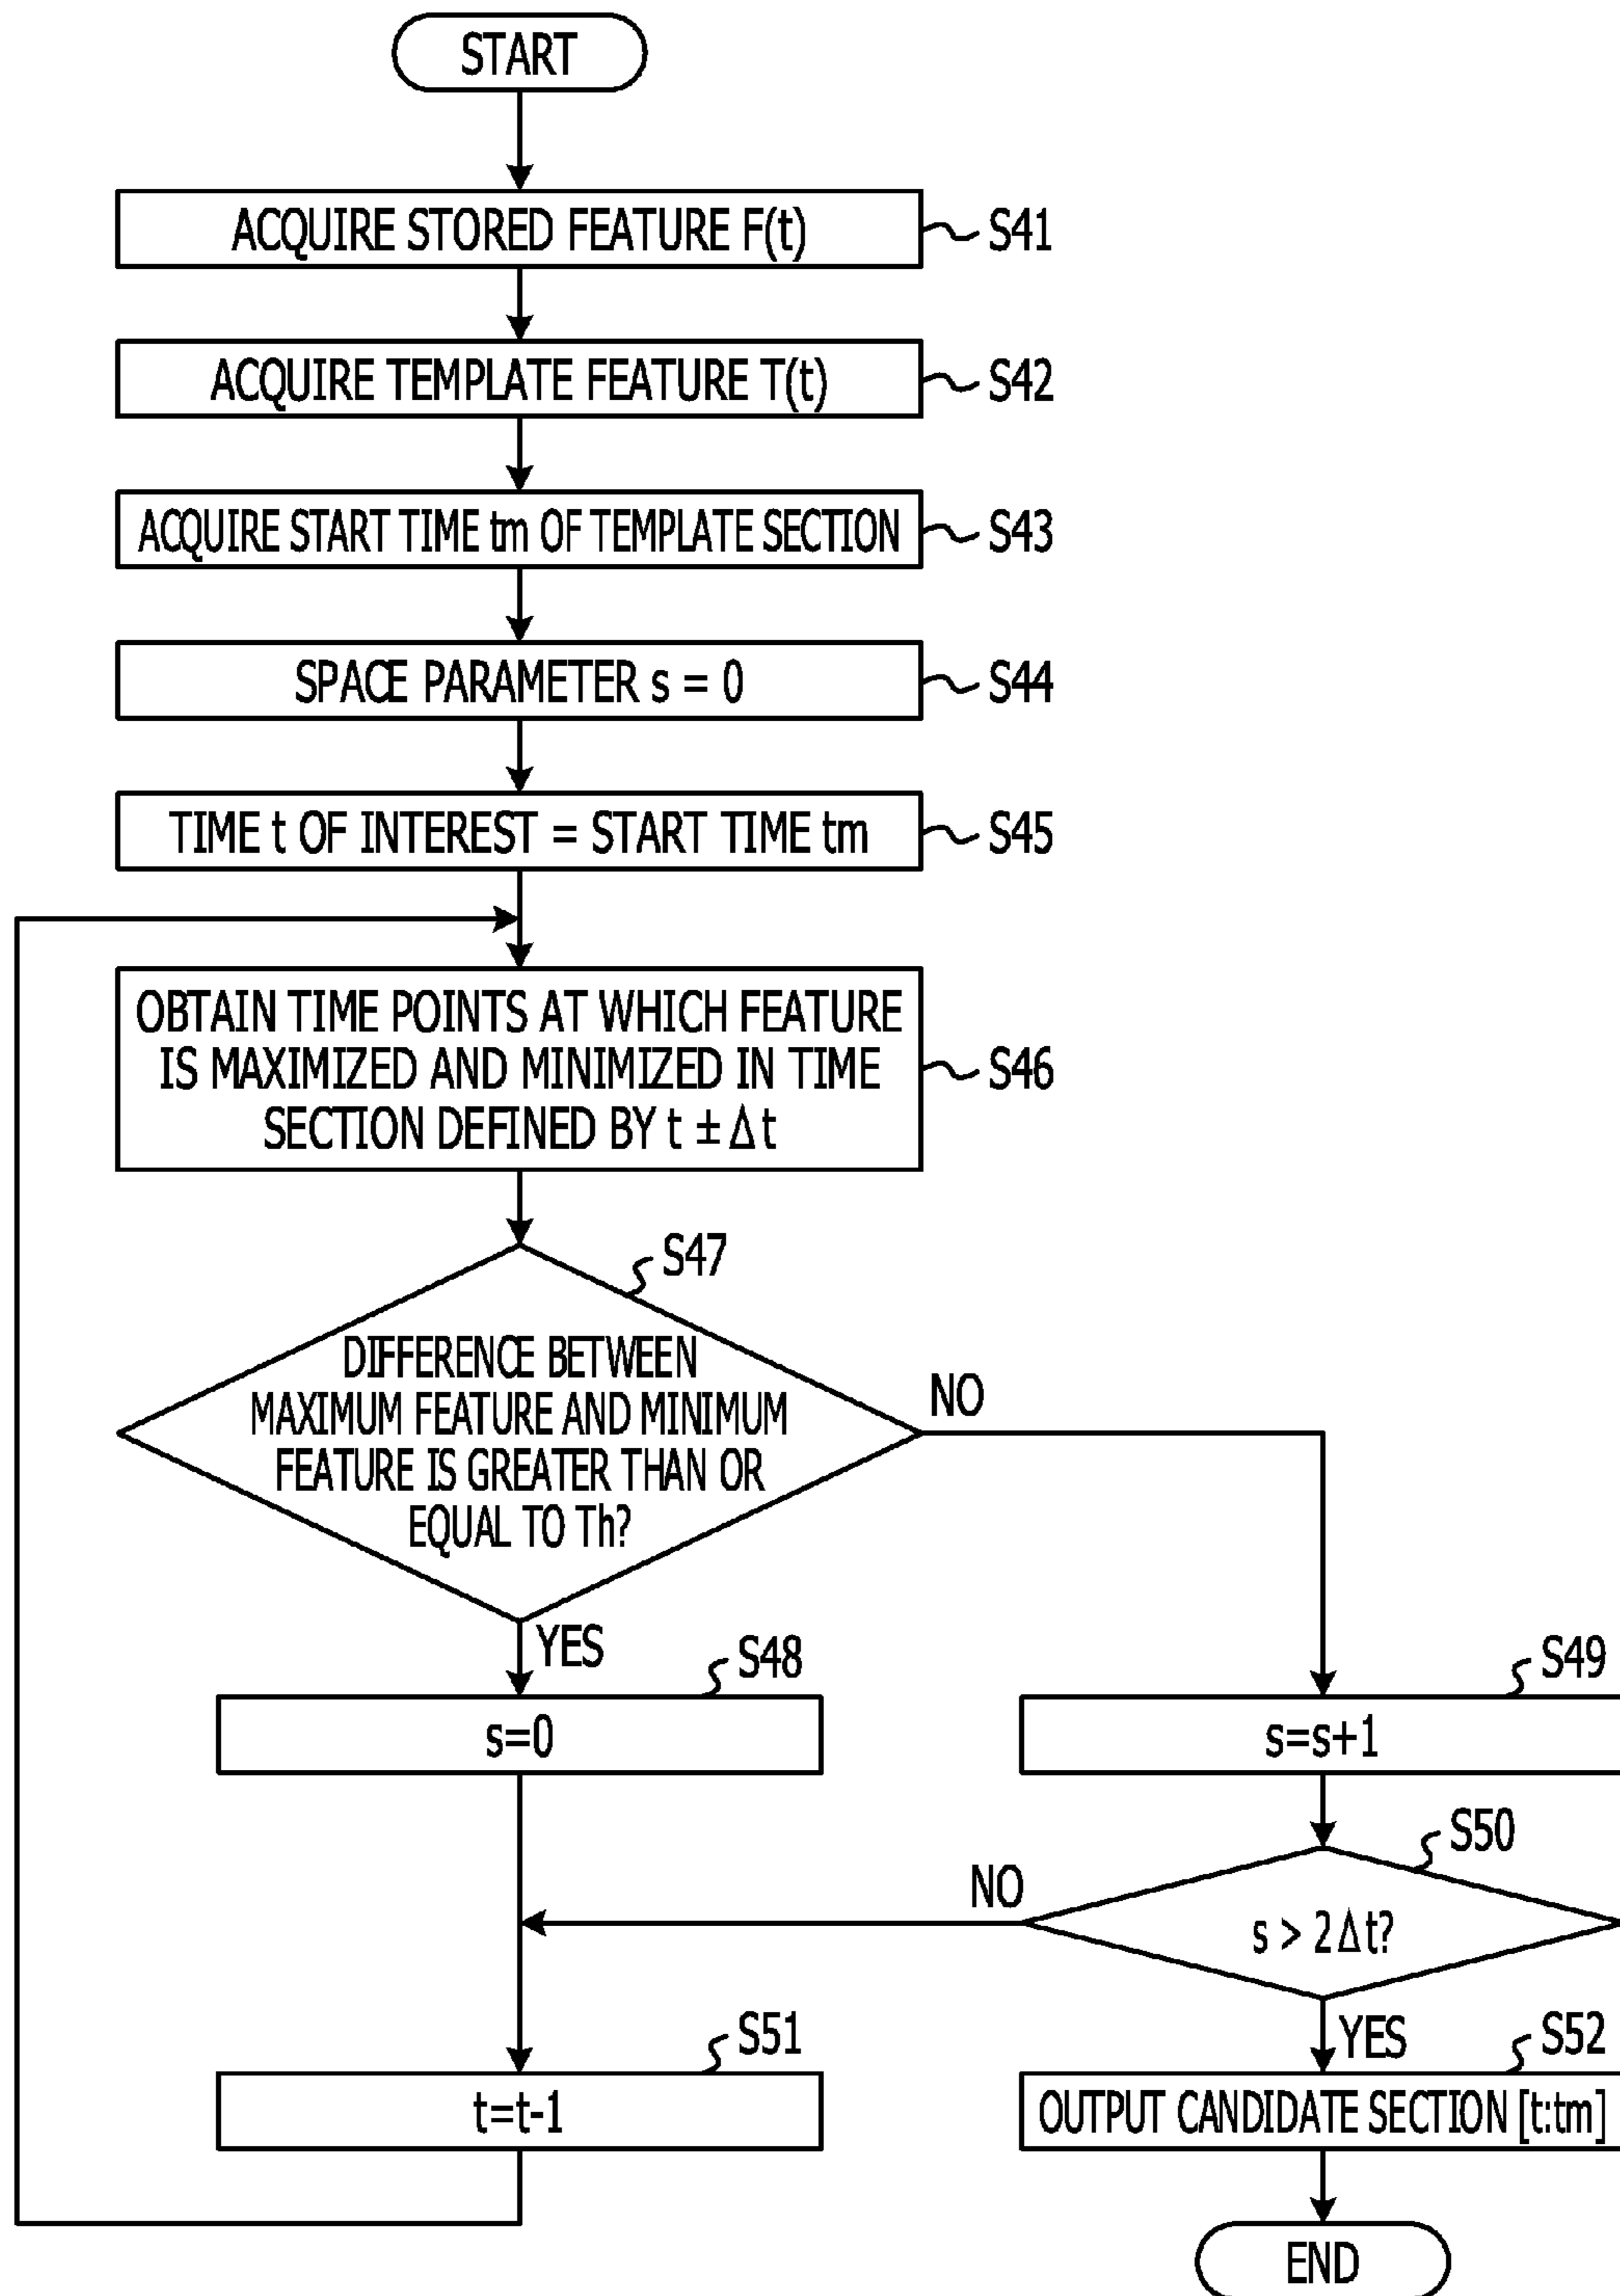 START
ACQUIRE STORED FEATURE F(t)
S41
ACQUIRE TEMPLATE FEATURE T(t)
S42
ACQUIRE START TIME tm OF TEMPLATE SECTION
S43
SPACE PARAMETER s = 0
S44
TIME t OF INTEREST = START TIME tm
S45
OBTAIN TIME POINTS AT WHICH FEATURE
IS MAXIMIZED AND MINIMIZED IN TIME
SECTION DEFINED BY t ± Δt
S46
S47
DIFFERENCE BETWEEN
MAXIMUM FEATURE AND MINIMUM
FEATURE IS GREATER THAN OR
EQUAL TO Th?
NO
YES
S48
s=0
S49
s=s+1
S50
s > 2Δt?
NO
YES
S51
t=t-1
S52
OUTPUT CANDIDATE SECTION [t:tm]
END